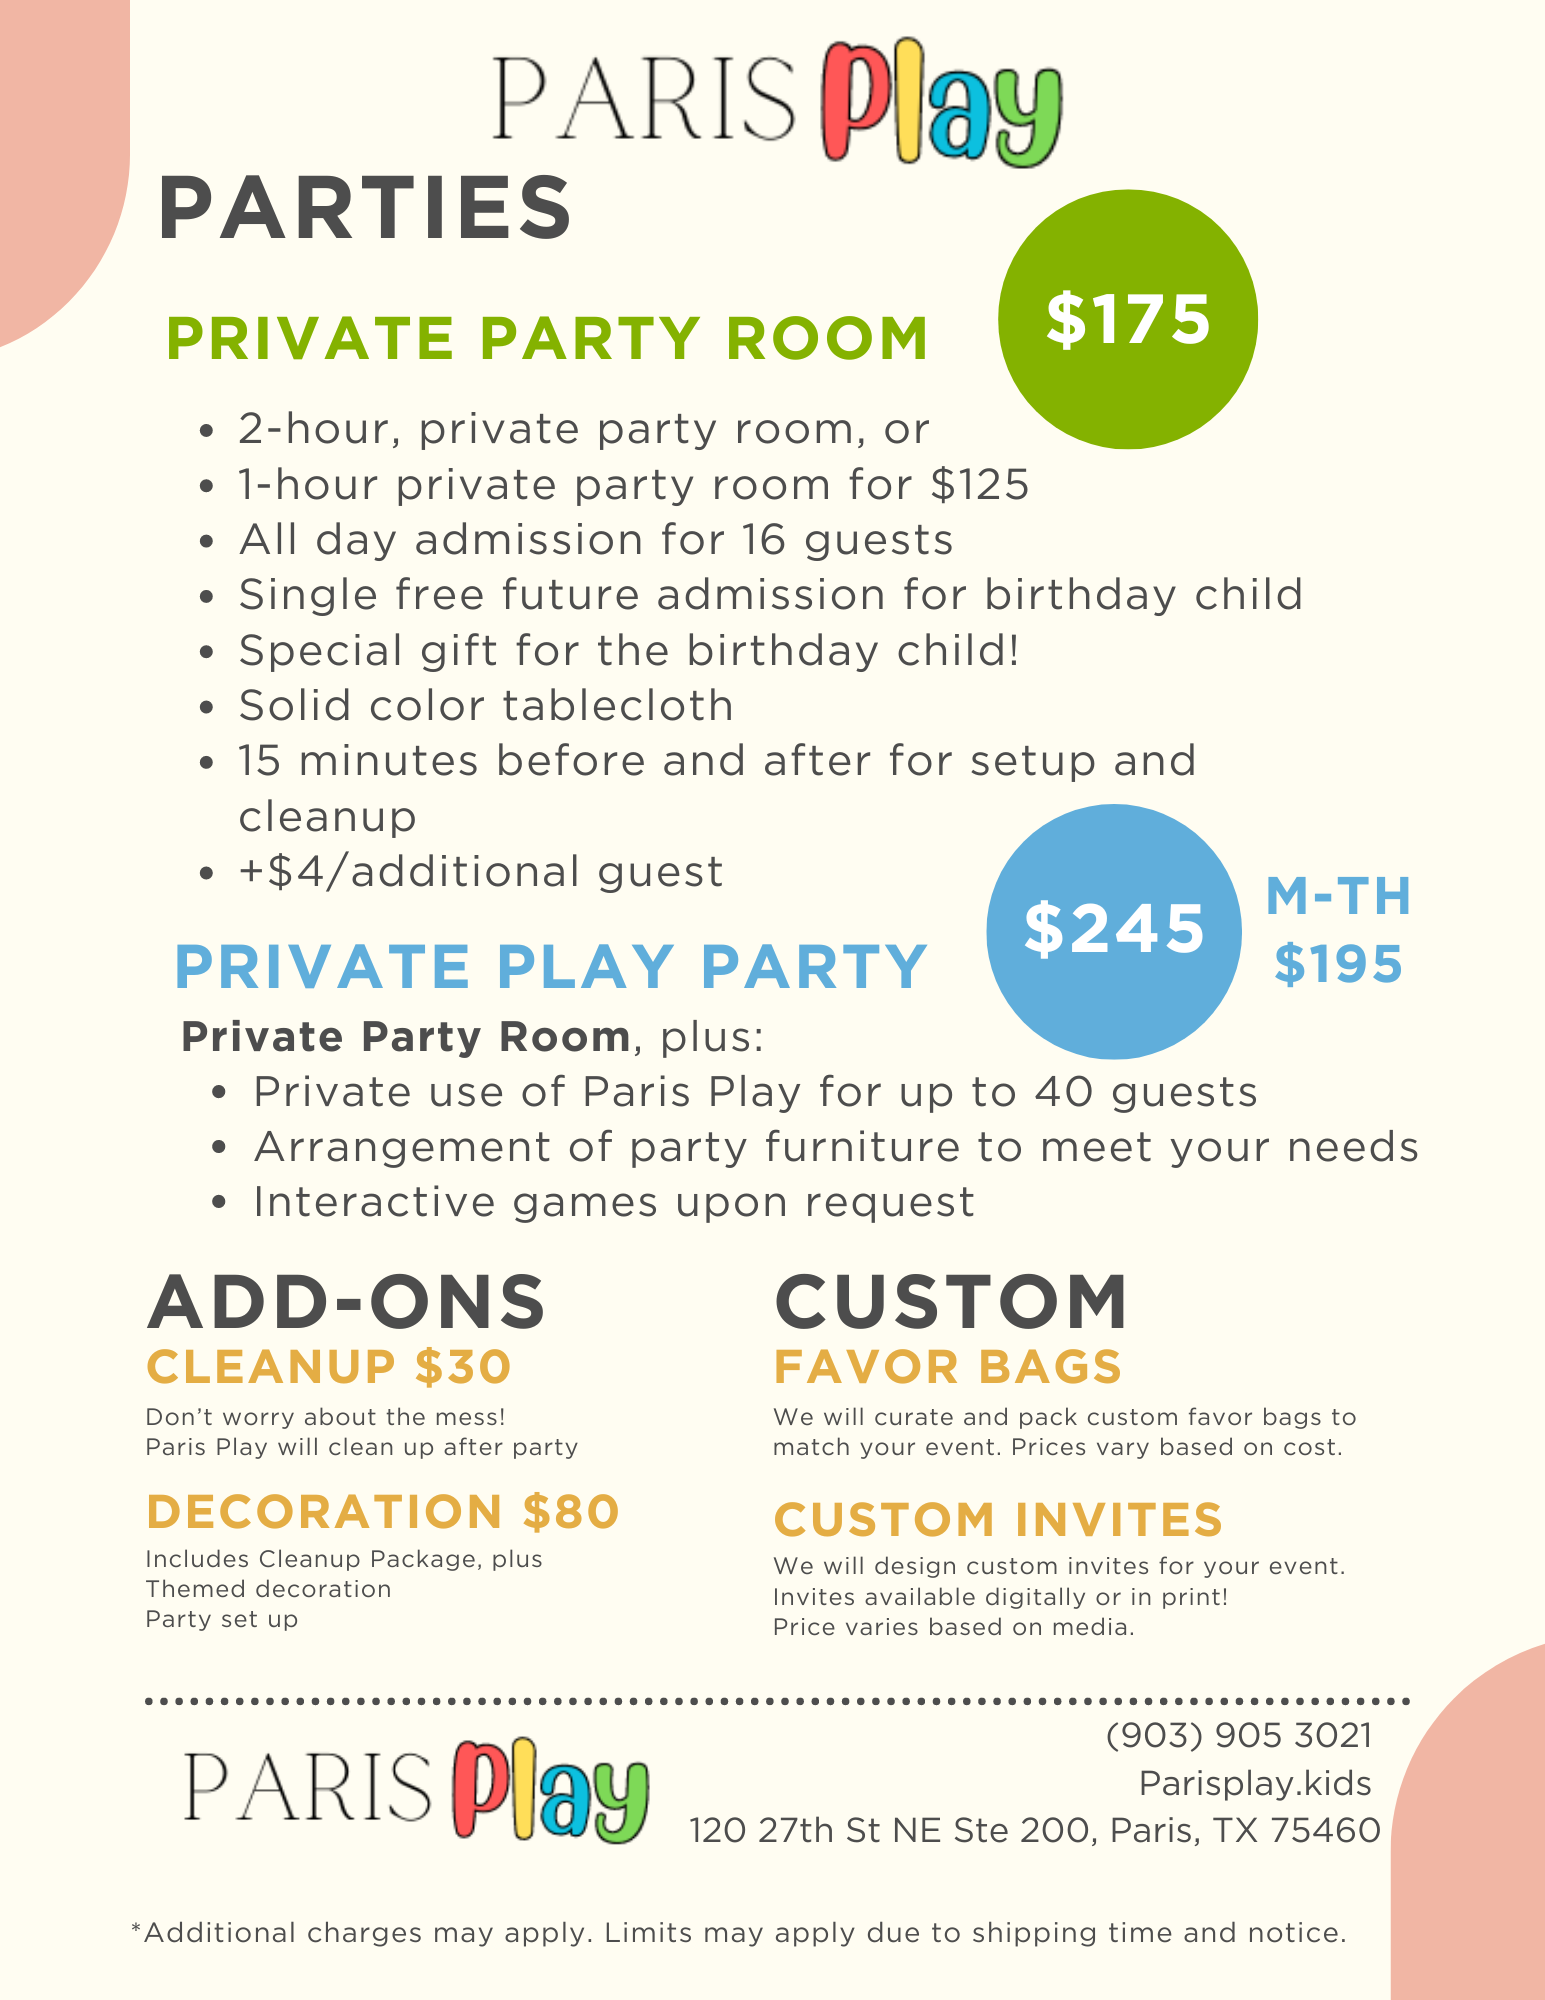 PARIS play
PARTIES
PRIVATE PARTY ROOM
$175
• 2-hour, private party room, or
• 1-hour private party room for $125
• All day admission for 16 guests
• Single free future admission for birthday child
• Special gift for the birthday child!
• Solid color tablecloth
• 15 minutes before and after for setup and
cleanup
• +$4/additional guest
PRIVATE PLAY PARTY
$245
M-TH
$195
Private Party Room, plus:
• Private use of Paris Play for up to 40 guests
• Arrangement of party furniture to meet your needs
• Interactive games upon request
ADD-ONS
CLEANUP $30
Don’t worry about the mess!
Paris Play will clean up after party
DECORATION $80
Includes Cleanup Package, plus
Themed decoration
Party set up
CUSTOM
FAVOR BAGS
We will curate and pack custom favor bags to
match your event. Prices vary based on cost.
CUSTOM INVITES
We will design custom invites for your event.
Invites available digitally or in print!
Price varies based on media.
PARIS play
(903) 905 3021
Parisplay.kids
120 27th St NE Ste 200, Paris, TX 75460
*Additional charges may apply. Limits may apply due to shipping time and notice.